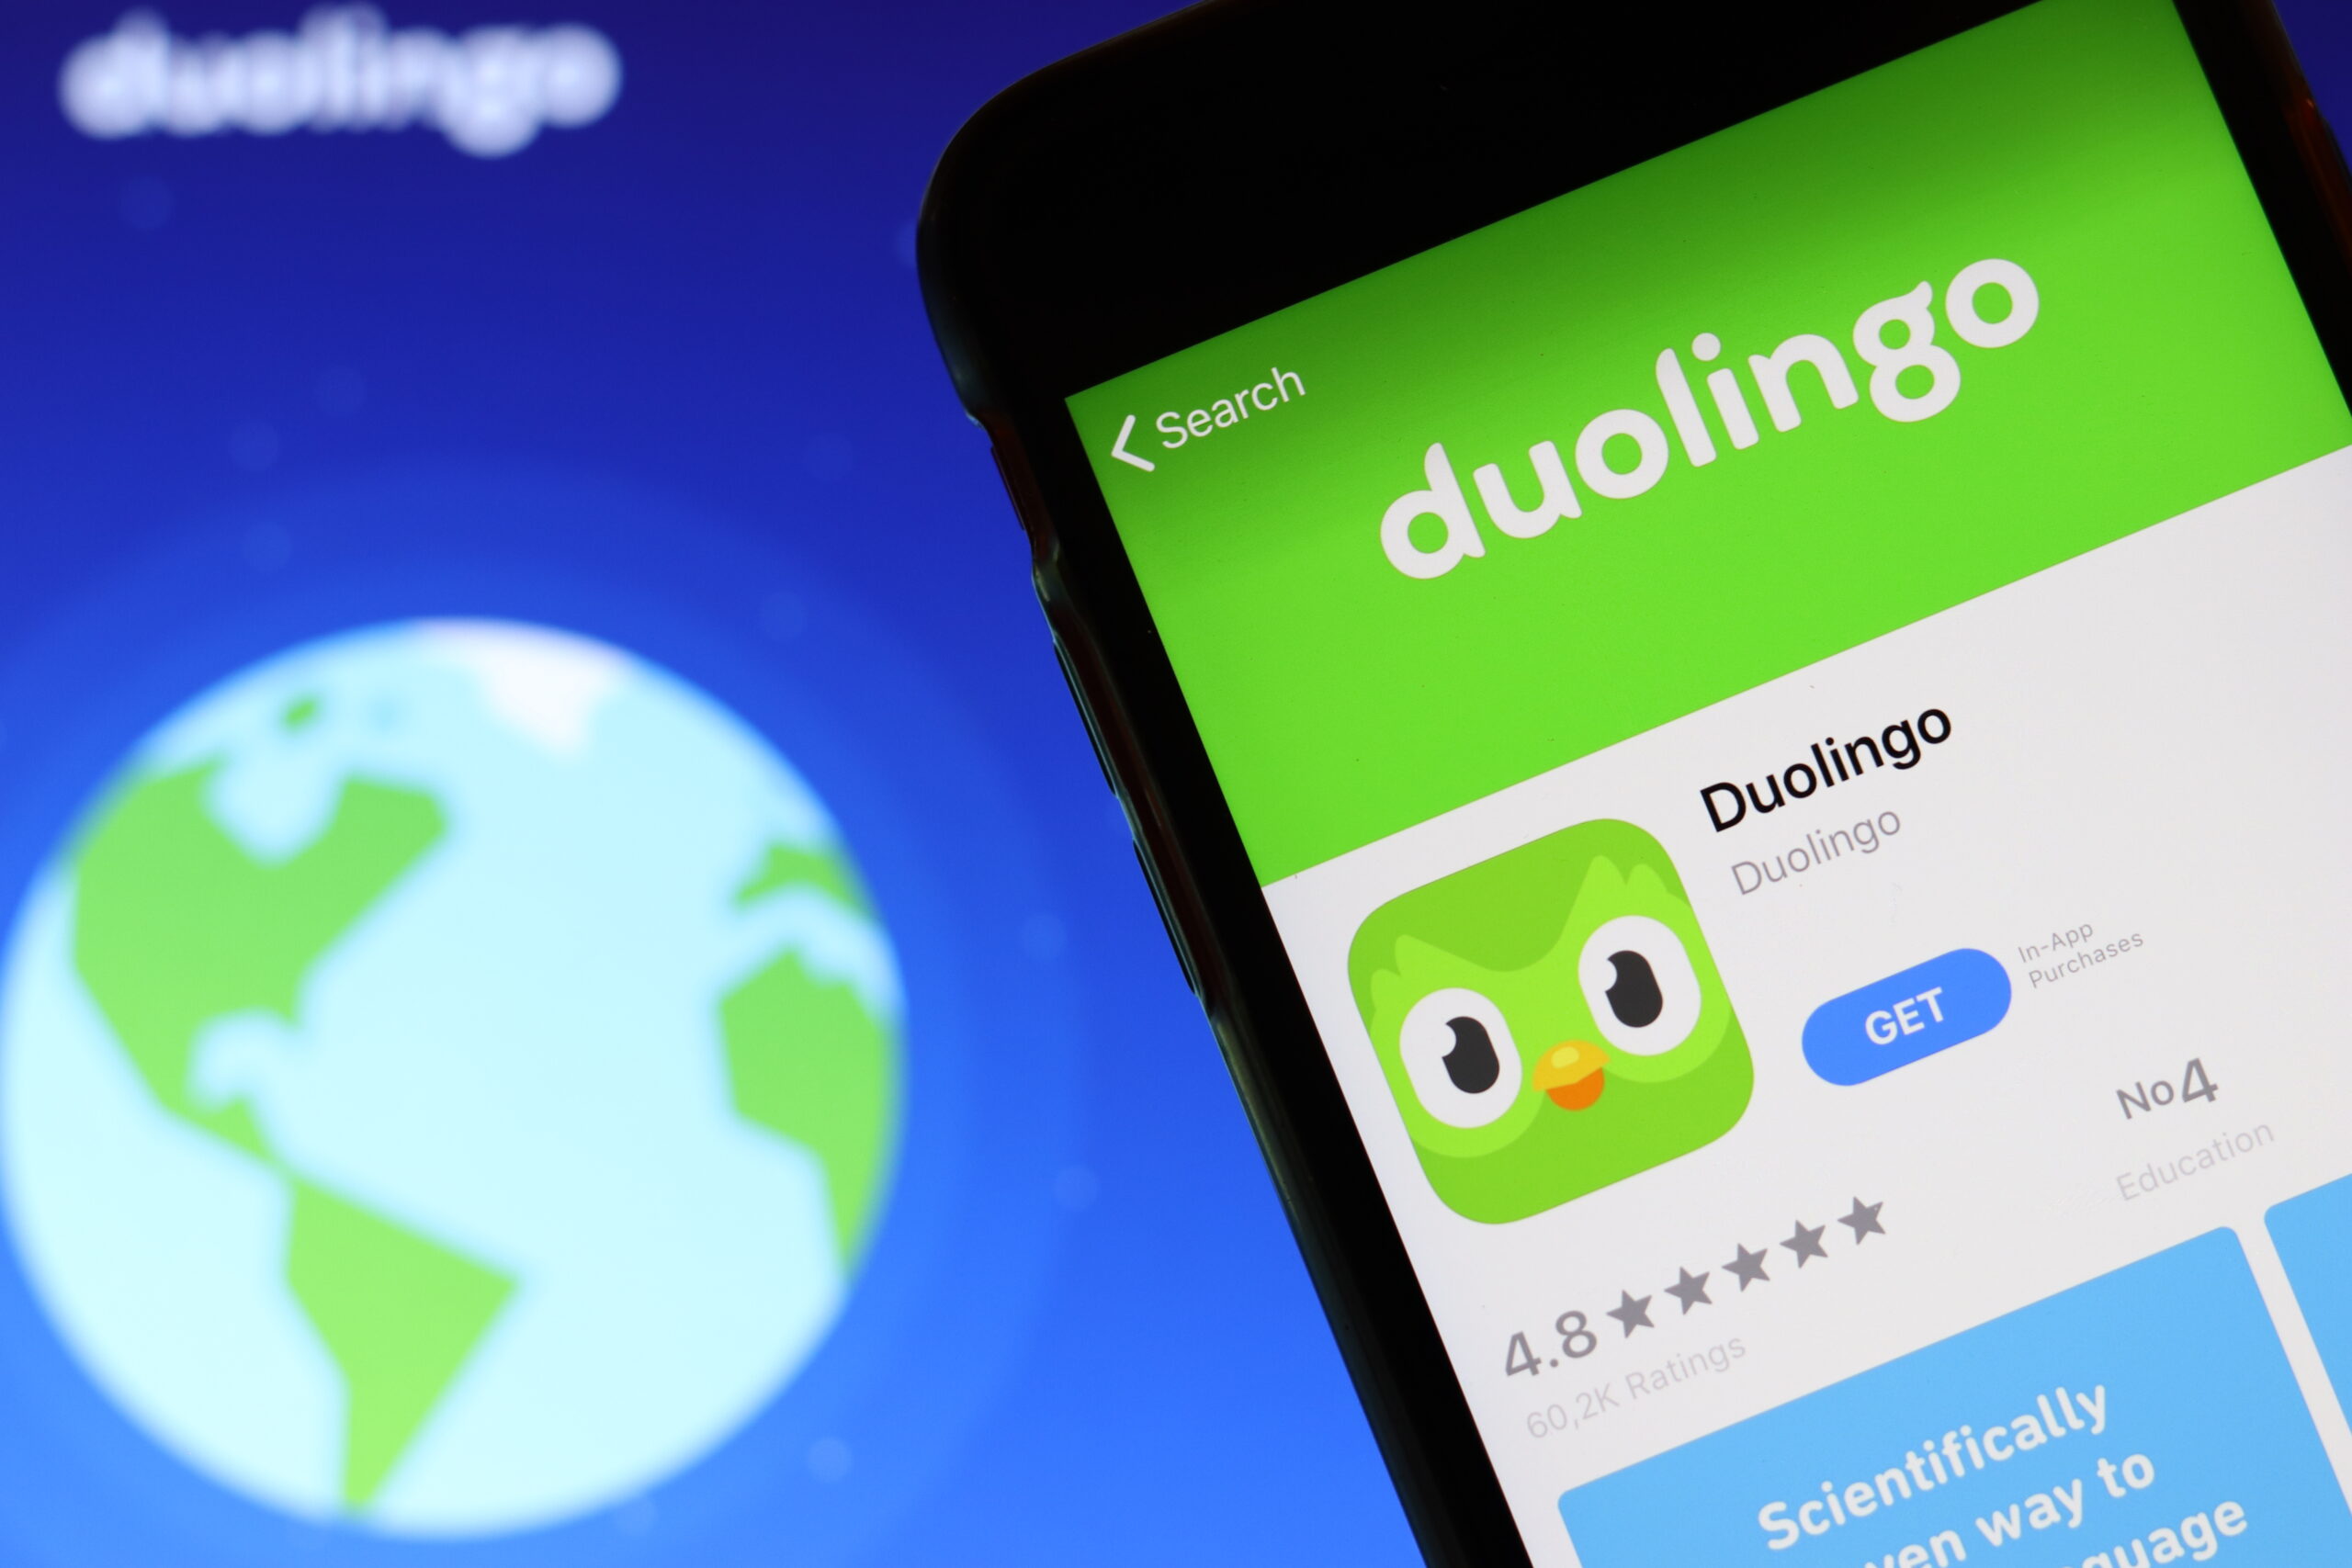 duolingo
Search
duolingo
Duolingo
Duolingo
GET
In-App
Purchases
4.8
60,2K Ratings
No4
Education
Scientifically
way to